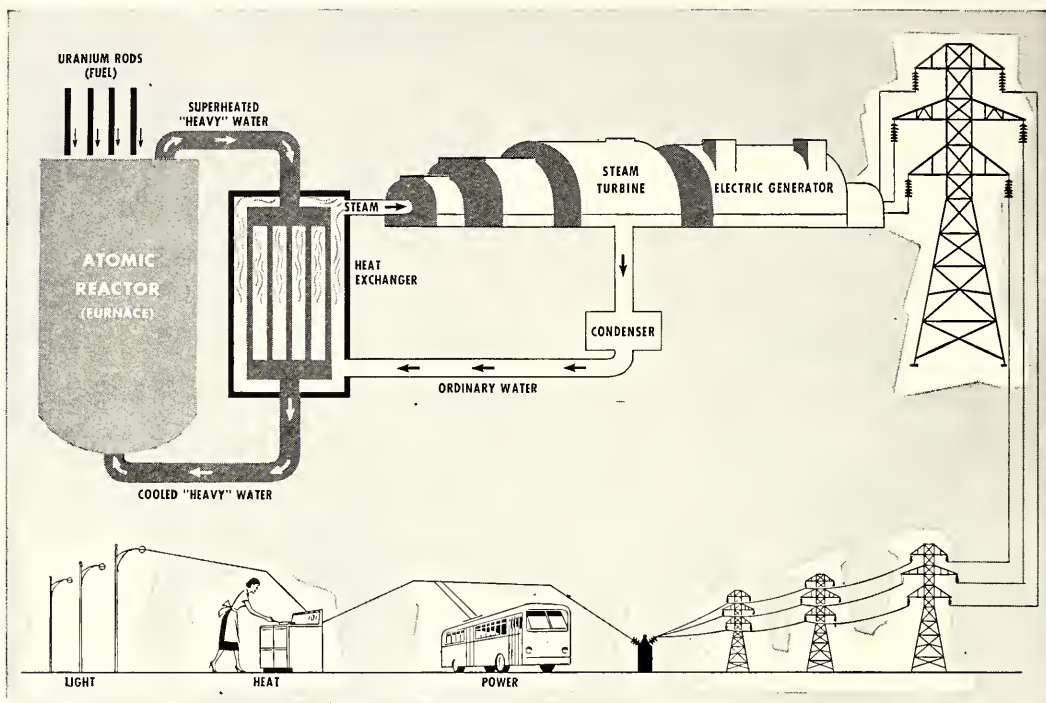 URANIUM RODS
(FUEL)
SUPERHEATED
"HEAVY" WATER
ATOMIC
REACTOR
(FURNACE)
STEAM
HEAT
EXCHANGER
STEAM
TURBINE
ELECTRIC GENERATOR
CONDENSER
ORDINARY WATER
COOLED "HEAVY" WATER
LIGHT
HEAT
POWER